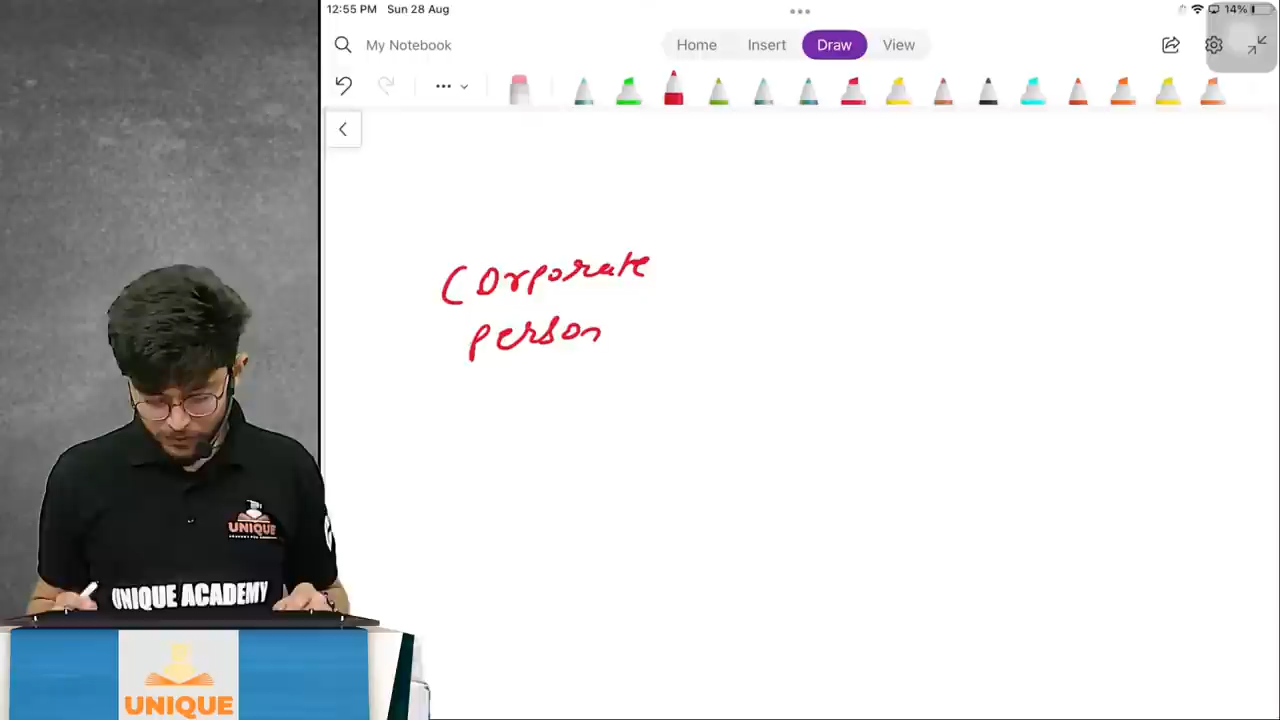 12:55 PM Sun 28 Aug
14%
My Notebook
Home Insert Draw View
Corporate
person
UNIQUE
UNIQUE ACADEMY
UNIQUE